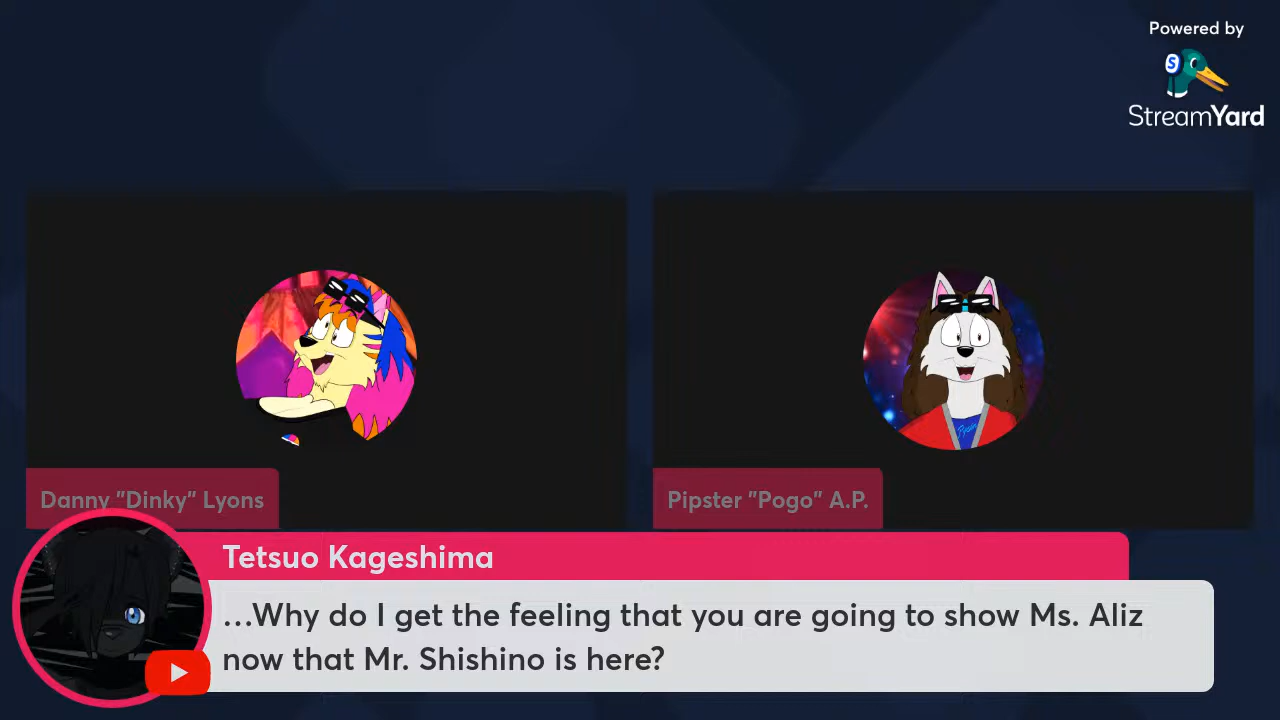 Powered by
S
StreamYard
Danny "Dinky" Lyons
Pipster "Pogo" A.P.
Tetsuo Kageshima
…Why do I get the feeling that you are going to show Ms. Aliz
now that Mr. Shishino is here?